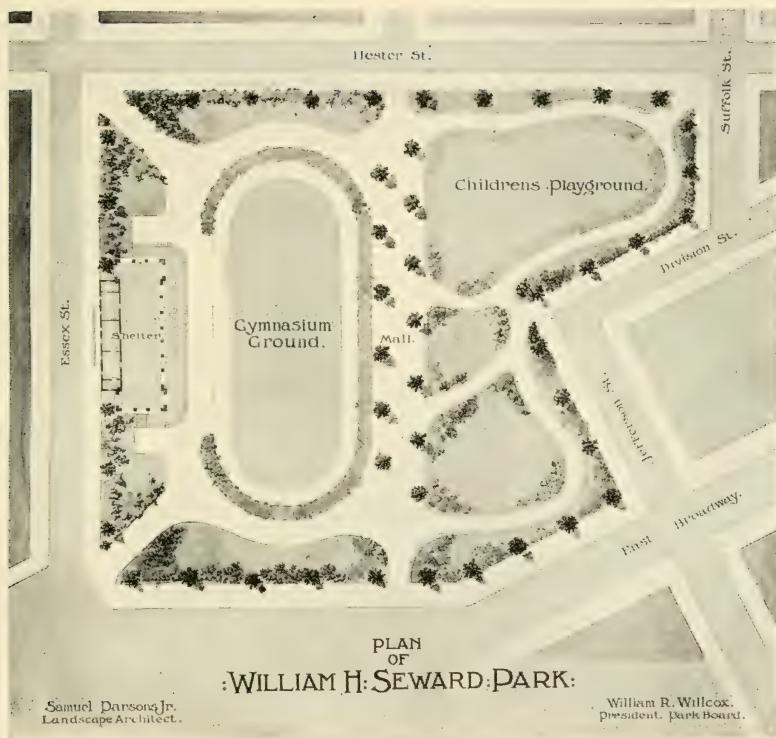 Hester St.
Suffolk St.
Childrens Playground.
Division St.
Essex St.
Shelter
Gymnasium
Ground.
Mall.
Jefferson St.
East Broadway.
PLAN
OF
:WILLIAM H: SEWARD: PARK:
Samuel Parsons Jr.
Landscape Architect.
William R. Willcox.
President. Park Board.